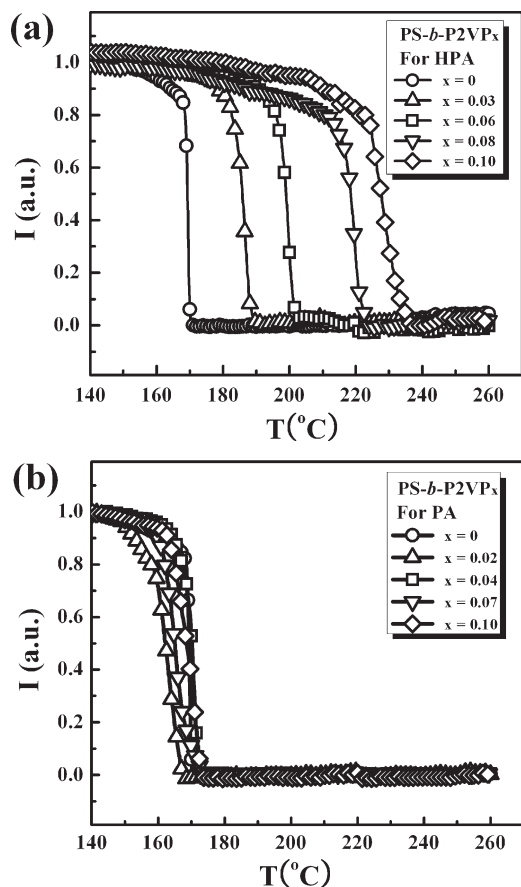 (a)
PS-b-P2VPx
For HPA
x = 0
x = 0.03
x = 0.06
x = 0.08
x = 0.10
I (a.u.)
1.0
0.8
0.6
0.4
0.2
0.0
140 160 180 200 220 240 260
T(°C)
(b)
PS-b-P2VPx
For PA
x = 0
x = 0.02
x = 0.04
x = 0.07
x = 0.10
I (a.u.)
1.0
0.8
0.6
0.4
0.2
0.0
140 160 180 200 220 240 260
T(°C)